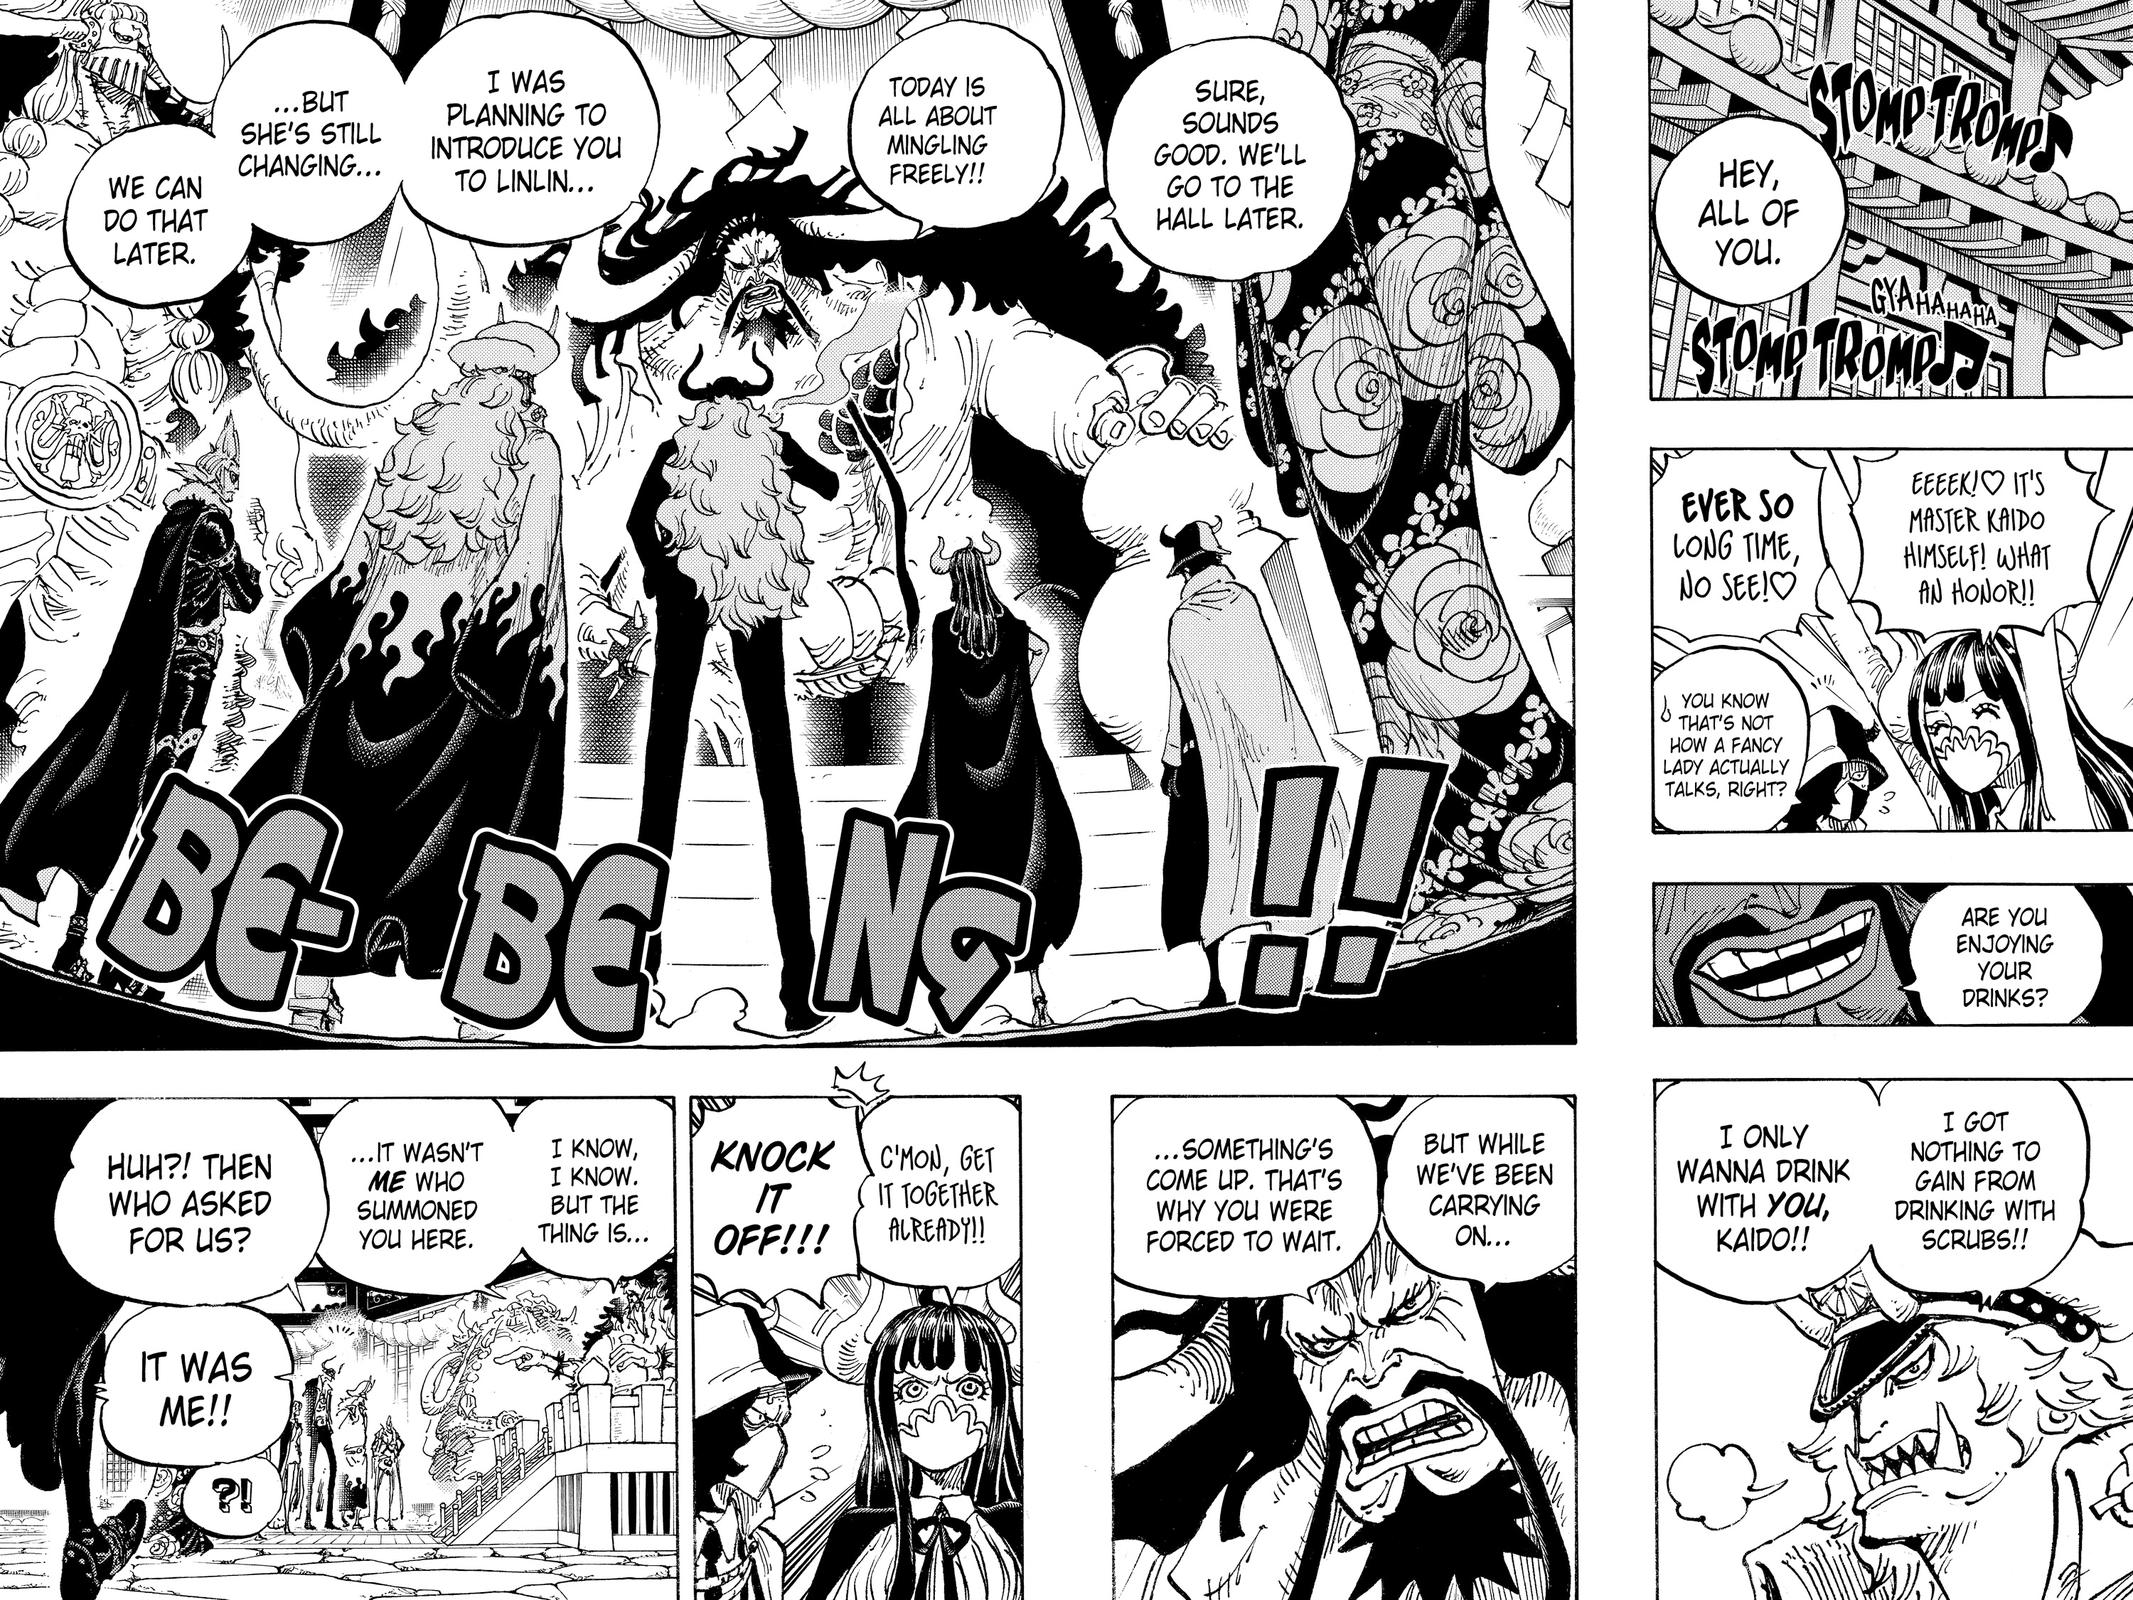 STOMP TROMP♪
HEY,
ALL OF
YOU.
GYAHAHAHAHA
STOMP TROMP♫
EEEEK!♡ IT'S
MASTER KAIDO
HIMSELF! WHAT
AN HONOR!!
EVER SO
LONG TIME,
NO SEE!♡
YOU KNOW
THAT'S NOT
HOW A FANCY
LADY ACTUALLY
TALKS, RIGHT?
ARE YOU
ENJOYING
YOUR
DRINKS?
I GOT
NOTHING TO
GAIN FROM
DRINKING WITH
SCRUBS!!
I ONLY
WANNA DRINK
WITH YOU,
KAIDO!!
SURE,
SOUNDS
GOOD. WE'LL
GO TO THE
HALL LATER.
TODAY IS
ALL ABOUT
MINGLING
FREELY!!
I WAS
PLANNING TO
INTRODUCE YOU
TO LINLIN...
...BUT
SHE'S STILL
CHANGING...
WE CAN
DO THAT
LATER.
BE-BENG!!
BUT WHILE
WE'VE BEEN
CARRYING
ON...
...SOMETHING'S
COME UP. THAT'S
WHY YOU WERE
FORCED TO WAIT.
C'MON, GET
IT TOGETHER
ALREADY!!
KNOCK
IT
OFF!!!
I KNOW,
I KNOW.
BUT THE
THING IS...
...IT WASN'T
ME WHO
SUMMONED
YOU HERE.
HUH?! THEN
WHO ASKED
FOR US?
IT WAS
ME!!
?!